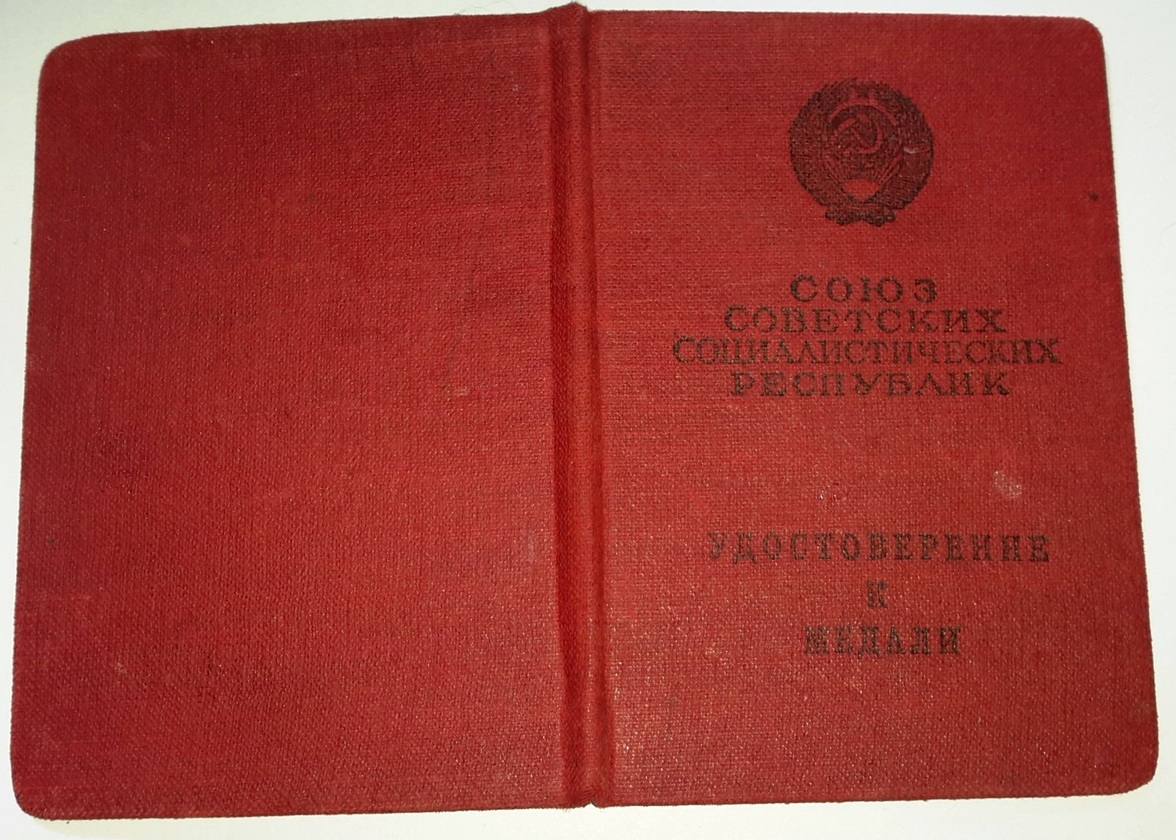 СОЮЗ
СОВЕТСКИХ
СОЦИАЛИСТИЧЕСКИХ
РЕСПУБЛИК
УДОСТОВЕРЕНИЕ
К
МЕДАЛИ